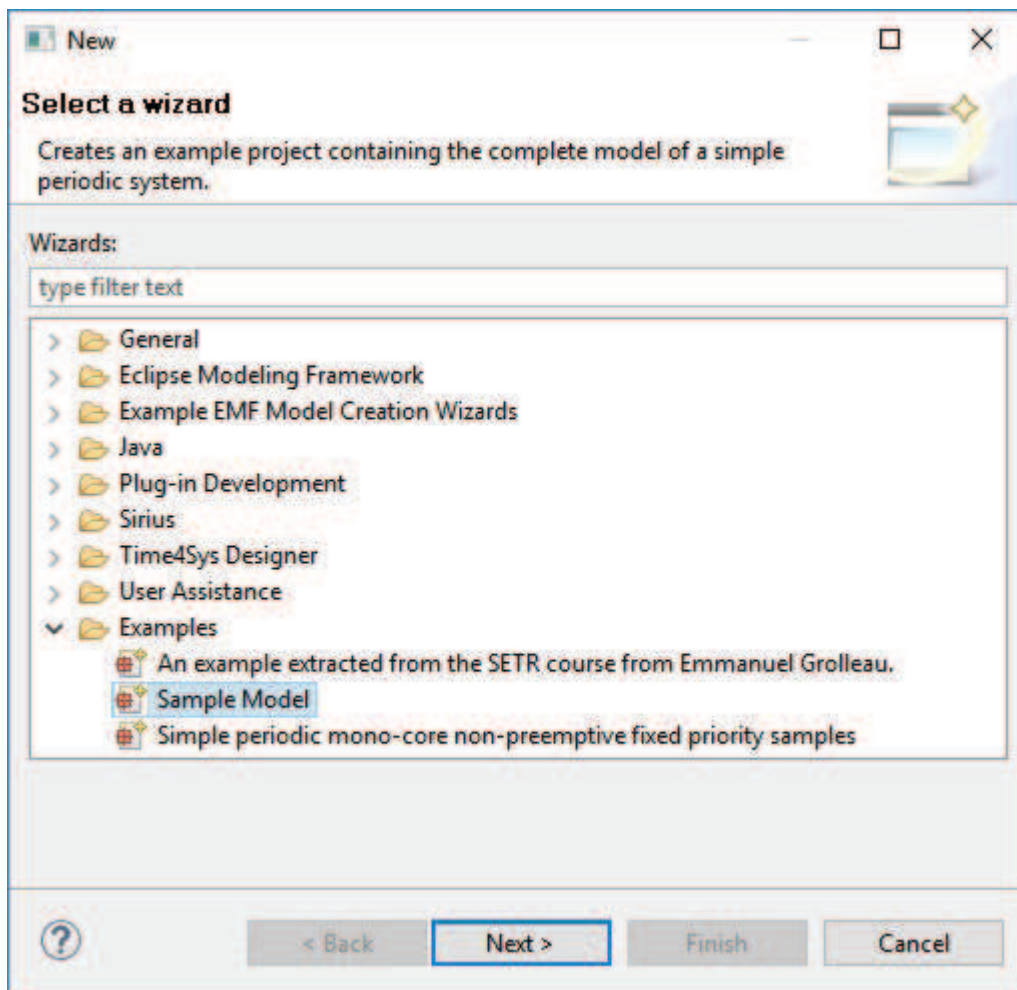 New
Select a wizard
Creates an example project containing the complete model of a simple
periodic system.
Wizards:
type filter text
General
Eclipse Modeling Framework
Example EMF Model Creation Wizards
Java
Plug-in Development
Sirius
Time4Sys Designer
User Assistance
Examples
An example extracted from the SETR course from Emmanuel Grolleau.
Sample Model
Simple periodic mono-core non-preemptive fixed priority samples
? < Back Next > Finish Cancel